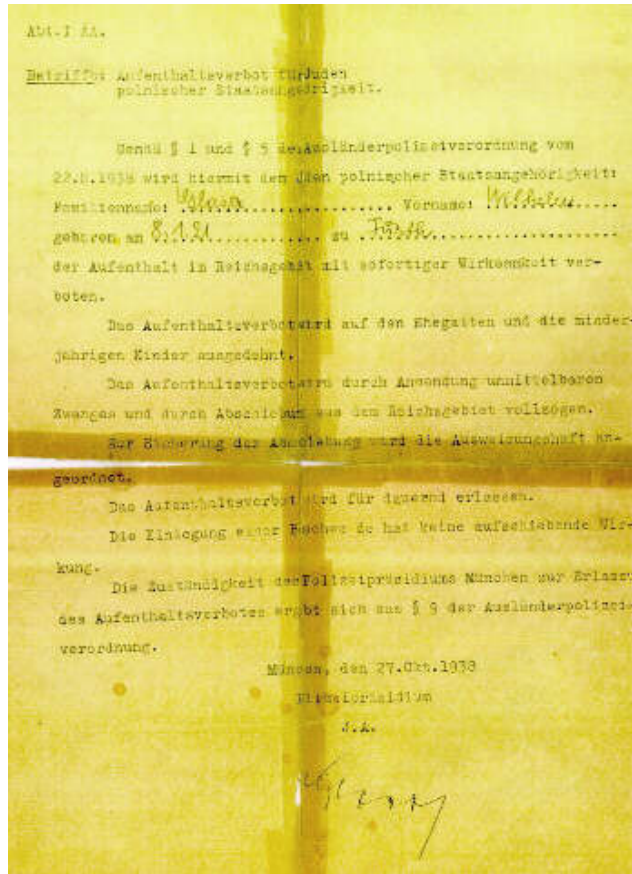 Abt.I AA.
Betrifft: Aufenthaltsverbot für Juden
polnischer Staatsangehörigkeit.
Gemäß § 1 und § 5 der Ausländerpolizeiverordnung vom
22.8.1938 wird hiermit dem Juden polnischer Staatsangehörigkeit:
Familienname: .................... Vorname: Wilhelm.....
geboren am 8.1.21 ............ zu Fürth ......................
der Aufenthalt im Reichsgebiet mit sofortiger Wirksamkeit ver-
boten.
Das Aufenthaltsverbot wird auf den Ehegatten und die minder-
jährigen Kinder ausgedehnt.
Das Aufenthaltsverbot wird durch Anwendung unmittelbaren
Zwanges und durch Abschiebung aus dem Reichsgebiet vollzogen.
Zur Sicherung der Abschiebung wird die Ausweisungshaft an-
geordnet.
Das Aufenthaltsverbot wird für dauernd erlassen.
Die Einlegung einer Beschwerde hat keine aufschiebende Wir-
kung.
Die Zuständigkeit des Polizeipräsidiums München zur Erlassung
des Aufenthaltsverbotes ergibt sich aus § 9 der Ausländerpolizei-
verordnung.
München, den 27.Okt.1938
Polizeipräsidium
J.A.